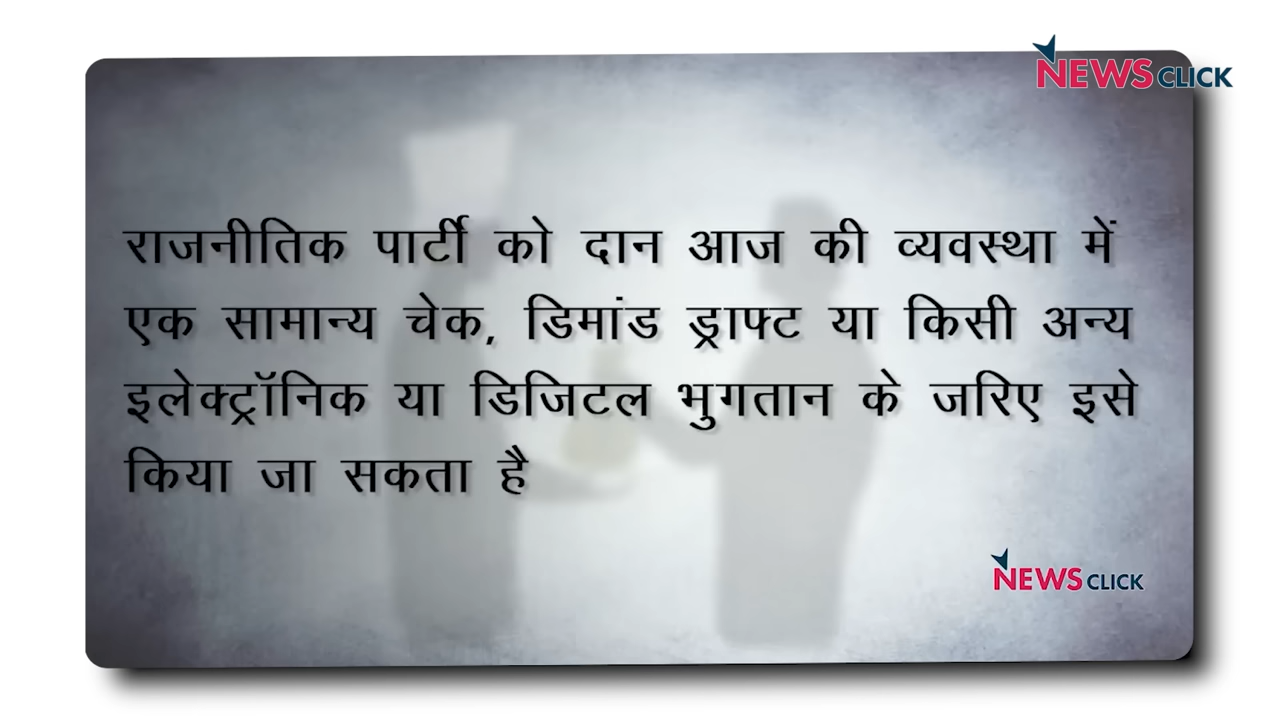 NEWSCLICK
राजनीतिक पार्टी को दान आज की व्यवस्था में
एक सामान्य चेक, डिमांड ड्राफ्ट या किसी अन्य
इलेक्ट्रॉनिक या डिजिटल भुगतान के जरिए इसे
किया जा सकता है
NEWSCLICK